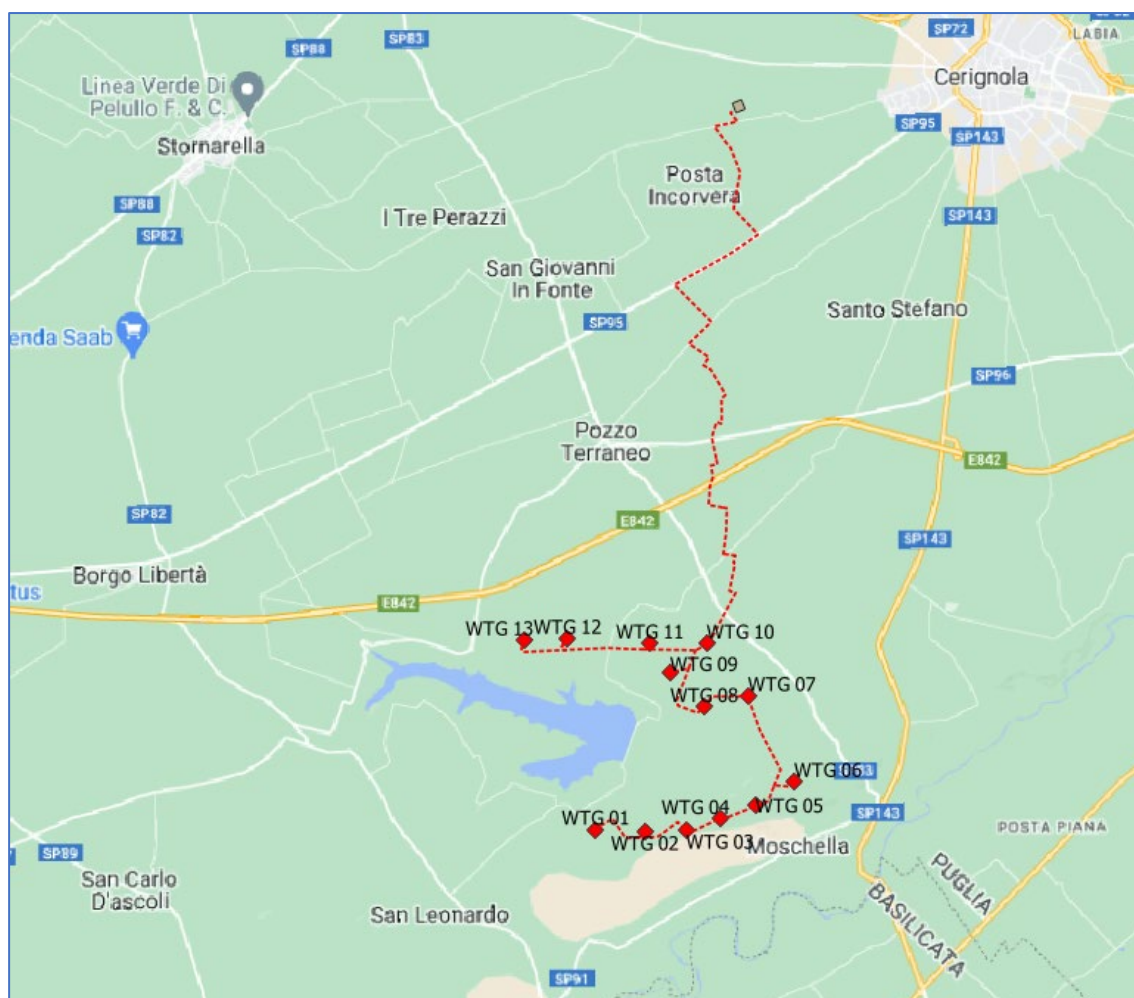 SP72
SP83
LABIA
SP88
Cerignola
Linea Verde Di
Pelullo F. & C.
SP95
Stornarella
SP143
Posta
Incorvera
SP88
I Tre Perazzi
SP143
SP82
San Giovanni
In Fonte
Santo Stefano
SP95
enda Saab
SP96
Pozzo
Terraneo
E842
SP82
E842
SP143
Borgo Libertà
tus
E842
WTG 13
WTG 12
WTG 11
WTG 10
WTG 09
WTG 08
WTG 07
WTG 06
WTG 05
WTG 04
WTG 01
WTG 02
WTG 03
SP143
Moschella
POSTA PIANA
SP89
San Carlo
D'ascoli
San Leonardo
PUGLIA
BASILICATA
SP91